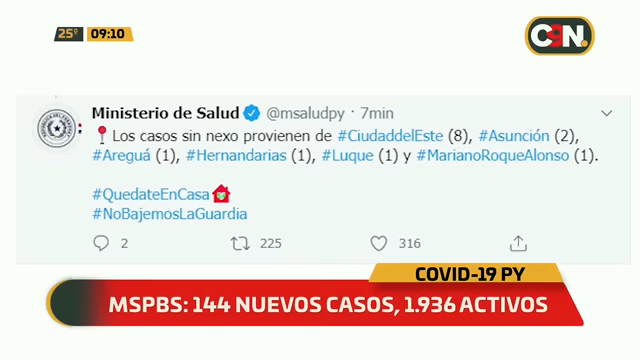 25° 09:10
C9N.
Ministerio de Salud @msaludpy · 7min
Los casos sin nexo provienen de #CiudaddelEste (8), #Asunción (2),
#Areguá (1), #Hernandarias (1), #Luque (1) y #MarianoRoqueAlonso (1).
#QuedateEnCasa
#NoBajemosLaGuardia
2 225 316
COVID-19 PY
MSPBS: 144 NUEVOS CASOS, 1.936 ACTIVOS